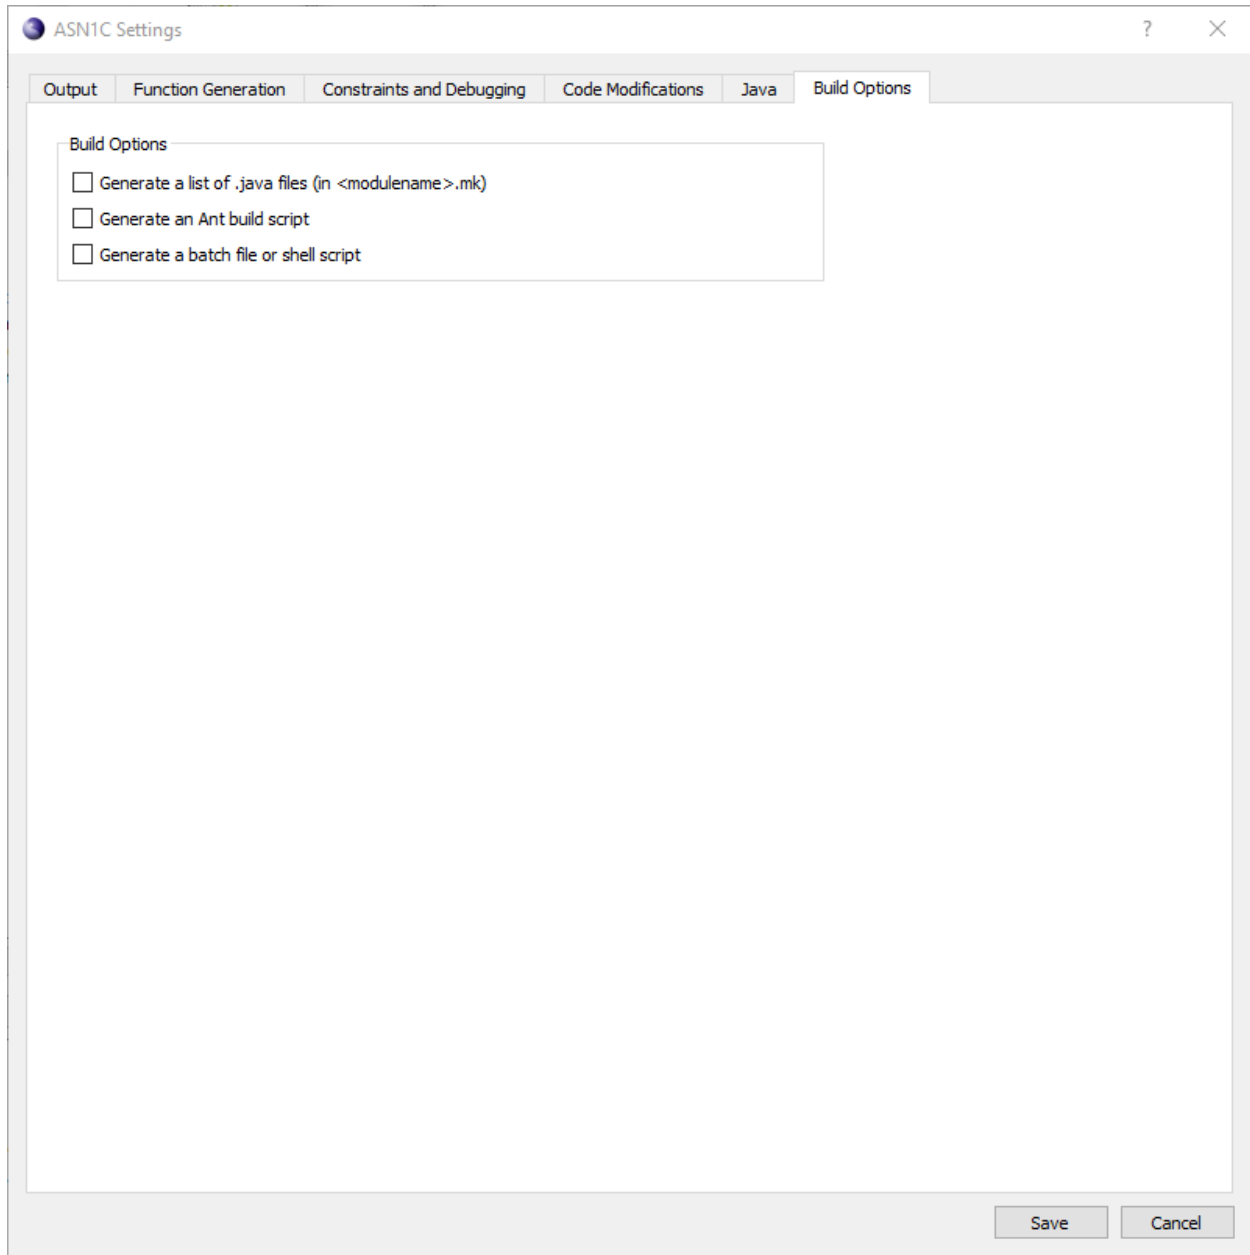 ASN1C Settings
?
Output Function Generation Constraints and Debugging Code Modifications Java Build Options
Build Options
Generate a list of .java files (in <modulename>.mk)
Generate an Ant build script
Generate a batch file or shell script
Save Cancel